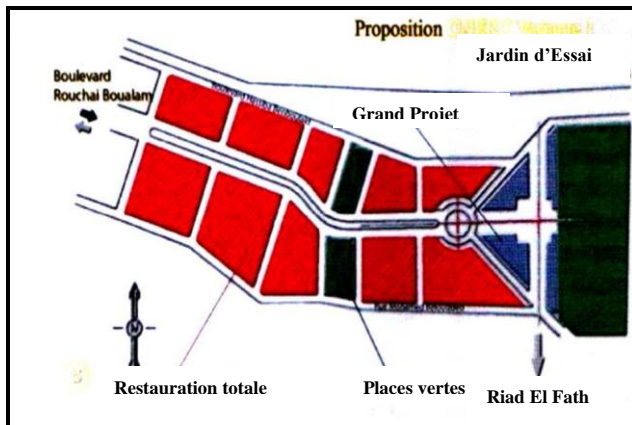 Proposition
Jardin d'Essai
Boulevard
Rouchai Boualam
Grand Projet
Restauration totale
Places vertes
Riad El Fath